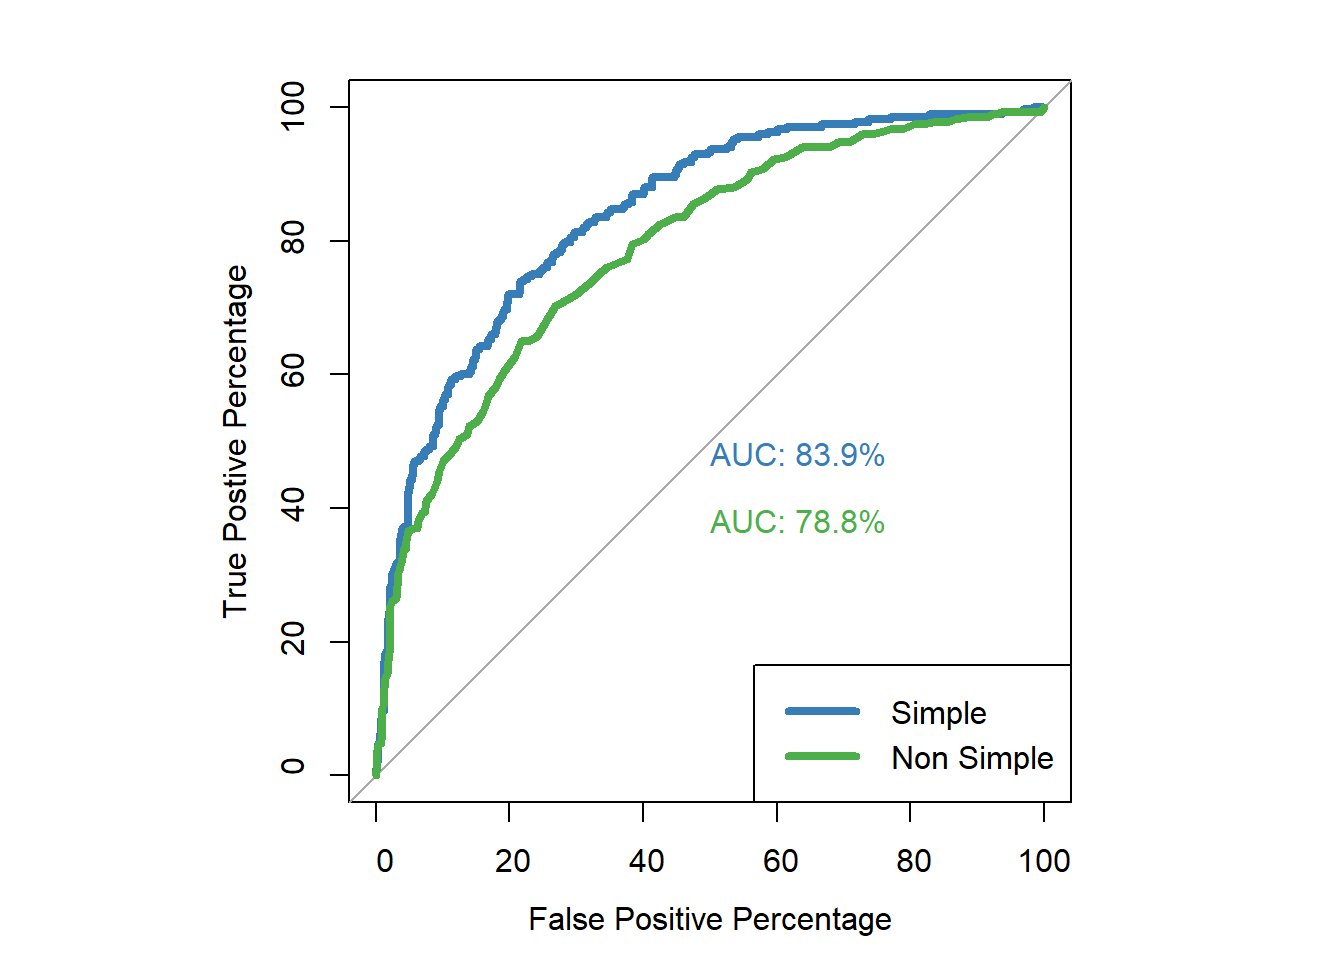 True Postive Percentage
100
80
60
40
20
0
AUC: 83.9%
AUC: 78.8%
Simple
Non Simple
0 20 40 60 80 100
False Positive Percentage